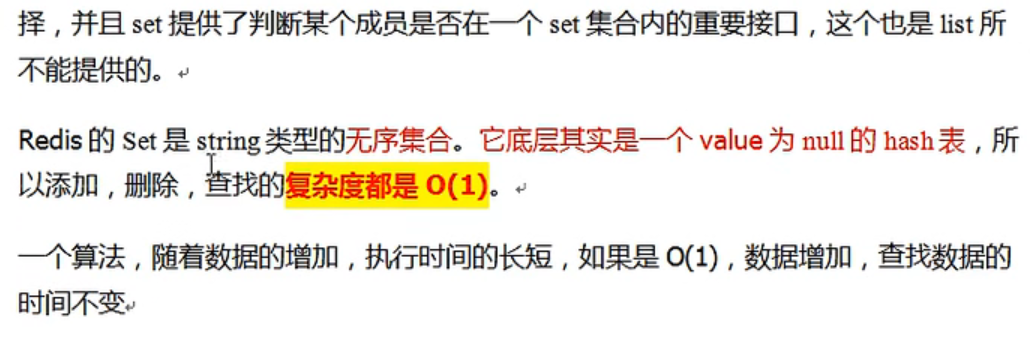 择，并且 set 提供了判断某个成员是否在一个 set 集合内的重要接口，这个也是 list 所
不能提供的。
Redis 的 Set 是 string 类型的无序集合。它底层其实是一个 value 为 null 的 hash 表，所
以添加，删除，查找的复杂度都是 O(1)。
一个算法，随着数据的增加，执行时间的长短，如果是 O(1)，数据增加，查找数据的
时间不变